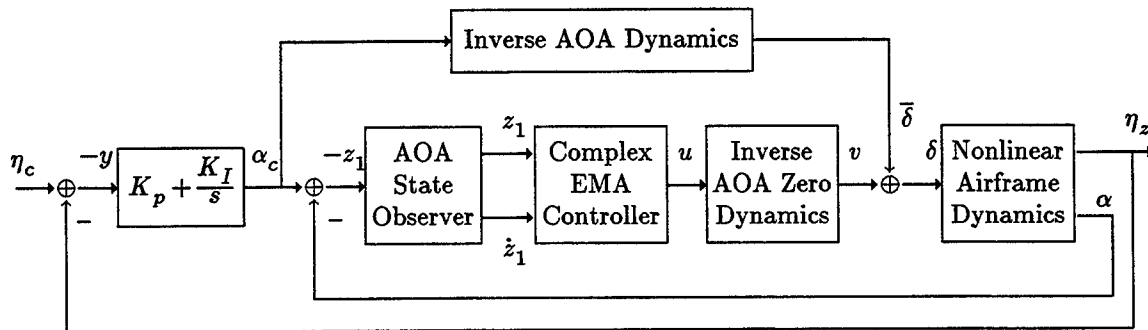 Inverse AOA Dynamics
η_c
−
−y
K_p + K_I/s
α_c
−
−z_1
AOA
State
Observer
z_1
ż_1
Complex
EMA
Controller
u
Inverse
AOA Zero
Dynamics
v
δ̅
δ
Nonlinear
Airframe
Dynamics
η_z
α